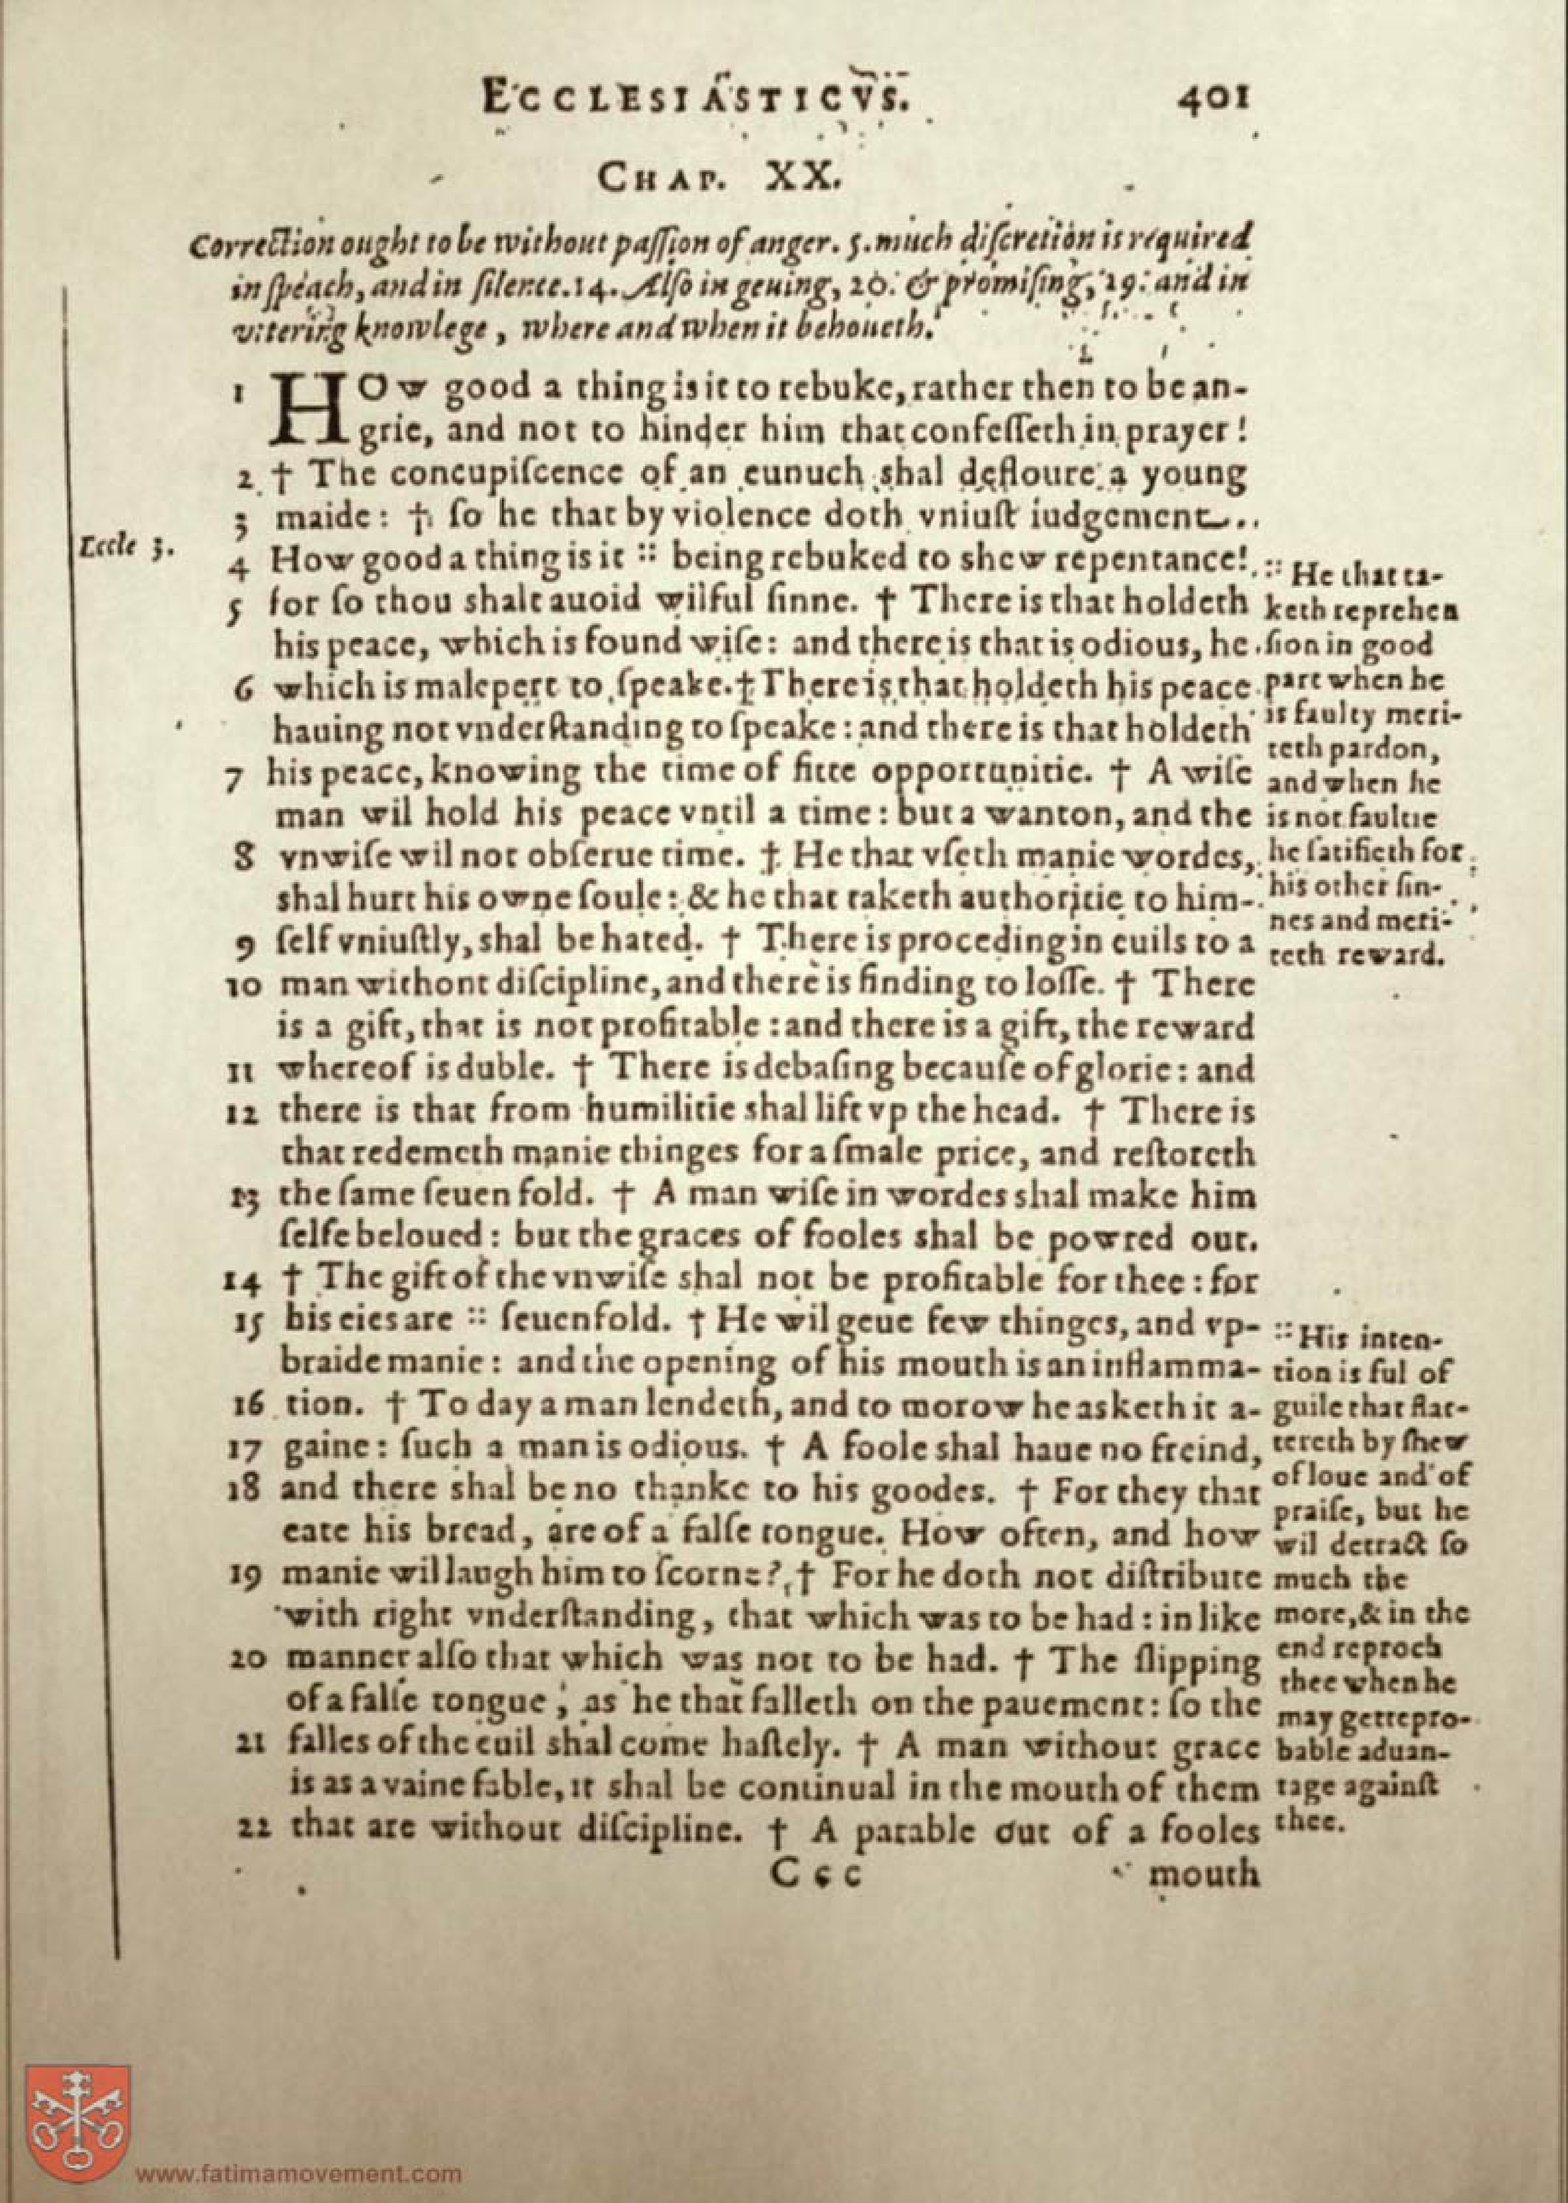 ECCLESIASTICVS. 401
CHAP. XX.
Correction ought to be without paſſion of anger. 5. much diſcretion is required
in ſpeach, and in ſilence. 14. Alſo in geuing, 20. & promiſing, 19. and in
vttering knowlege, where and when it behoueth.
1 HOw good a thing is it to rebuke, rather then to be an-
grie, and not to hinder him that confeſſeth in prayer!
2 † The concupiſcence of an eunuch shal defloure a young
3 maide: † ſo he that by violence doth vniuſt iudgement.
Eccle 3.
4 How good a thing is it :: being rebuked to shew repentance!
5 for ſo thou shalt auoid wilful ſinne. † There is that holdeth
his peace, which is found wiſe: and there is that is odious, he
6 which is malepert to ſpeake. † There is that holdeth his peace
hauing not vnderſtanding to ſpeake: and there is that holdeth
7 his peace, knowing the time of fitte opportunitie. † A wiſe
man wil hold his peace vntil a time: but a wanton, and the
8 vnwiſe wil not obſerue time. † He that vſeth manie wordes,
shal hurt his owne ſoule: & he that taketh authoritie to him-
9 ſelf vniuſtly, shal be hated. † There is proceding in euils to a
10 man withont diſcipline, and there is finding to loſſe. † There
is a gift, that is not profitable: and there is a gift, the reward
11 whereof is duble. † There is debaſing becauſe of glorie: and
12 there is that from humilitie shal lift vp the head. † There is
that redemeth manie thinges for a ſmale price, and reſtoreth
13 the ſame ſeuen fold. † A man wiſe in wordes shal make him
ſelfe beloued: but the graces of fooles shal be powred out.
14 † The gift of the vnwiſe shal not be profitable for thee: for
15 his eies are :: ſeuenfold. † He wil geue few thinges, and vp-
braide manie: and the opening of his mouth is an inflamma-
16 tion. † To day a man lendeth, and to morow he asketh it a-
17 gaine: ſuch a man is odious. † A foole shal haue no freind,
18 and there shal be no thanke to his goodes. † For they that
eate his bread, are of a falſe tongue. How often, and how
19 manie wil laugh him to ſcorne? † For he doth not diſtribute
with right vnderſtanding, that which was to be had: in like
20 manner alſo that which was not to be had. † The ſlipping
of a falſe tongue, as he that falleth on the pauement: ſo the
21 falles of the euil shal come haſtely. † A man without grace
is as a vaine fable, it shal be continual in the mouth of them
22 that are without diſcipline. † A parable out of a fooles
Ccc mouth
:: He that ta-
keth reprehen
ſion in good
part when he
is faulty meri-
teth pardon,
and when he
is not faultie
he ſatifieth for
his other ſin-
nes and meri-
teth reward.
:: His inten-
tion is ful of
guile that flat-
tereth by ſhew
of loue and of
praiſe, but he
wil detract ſo
much the
more, & in the
end reproch
thee when he
may gett repro-
bable aduan-
tage againſt
thee.
www.fatimamovement.com